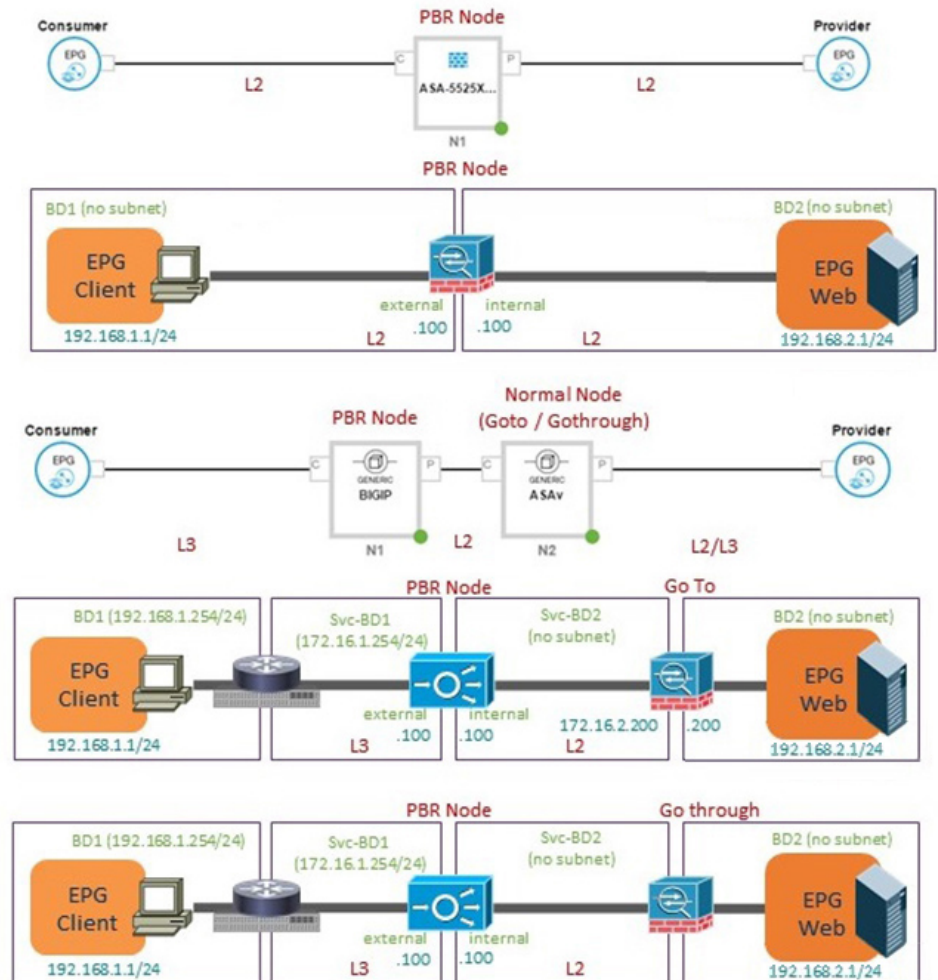 PBR Node
Consumer
Provider
EPG
C
ASA-5525X...
P
EPG
L2
L2
N1
PBR Node
BD1 (no subnet)
BD2 (no subnet)
EPG
Client
EPG
Web
external
internal
192.168.1.1/24
L2
.100
.100
L2
192.168.2.1/24
Normal Node
(Goto / Gothrough)
PBR Node
Consumer
Provider
EPG
C
GENERIC
BIGIP
P
C
GENERIC
ASAv
P
EPG
L3
N1
L2
N2
L2/L3
PBR Node
Go To
BD1 (192.168.1.254/24)
Svc-BD1
(172.16.1.254/24)
Svc-BD2
(no subnet)
BD2 (no subnet)
EPG
Client
EPG
Web
external
internal
192.168.1.1/24
L3
.100
.100
172.16.2.200
L2
.200
192.168.2.1/24
PBR Node
Go through
BD1 (192.168.1.254/24)
Svc-BD1
(172.16.1.254/24)
Svc-BD2
(no subnet)
BD2 (no subnet)
EPG
Client
EPG
Web
external
internal
192.168.1.1/24
L3
.100
.100
L2
192.168.2.1/24